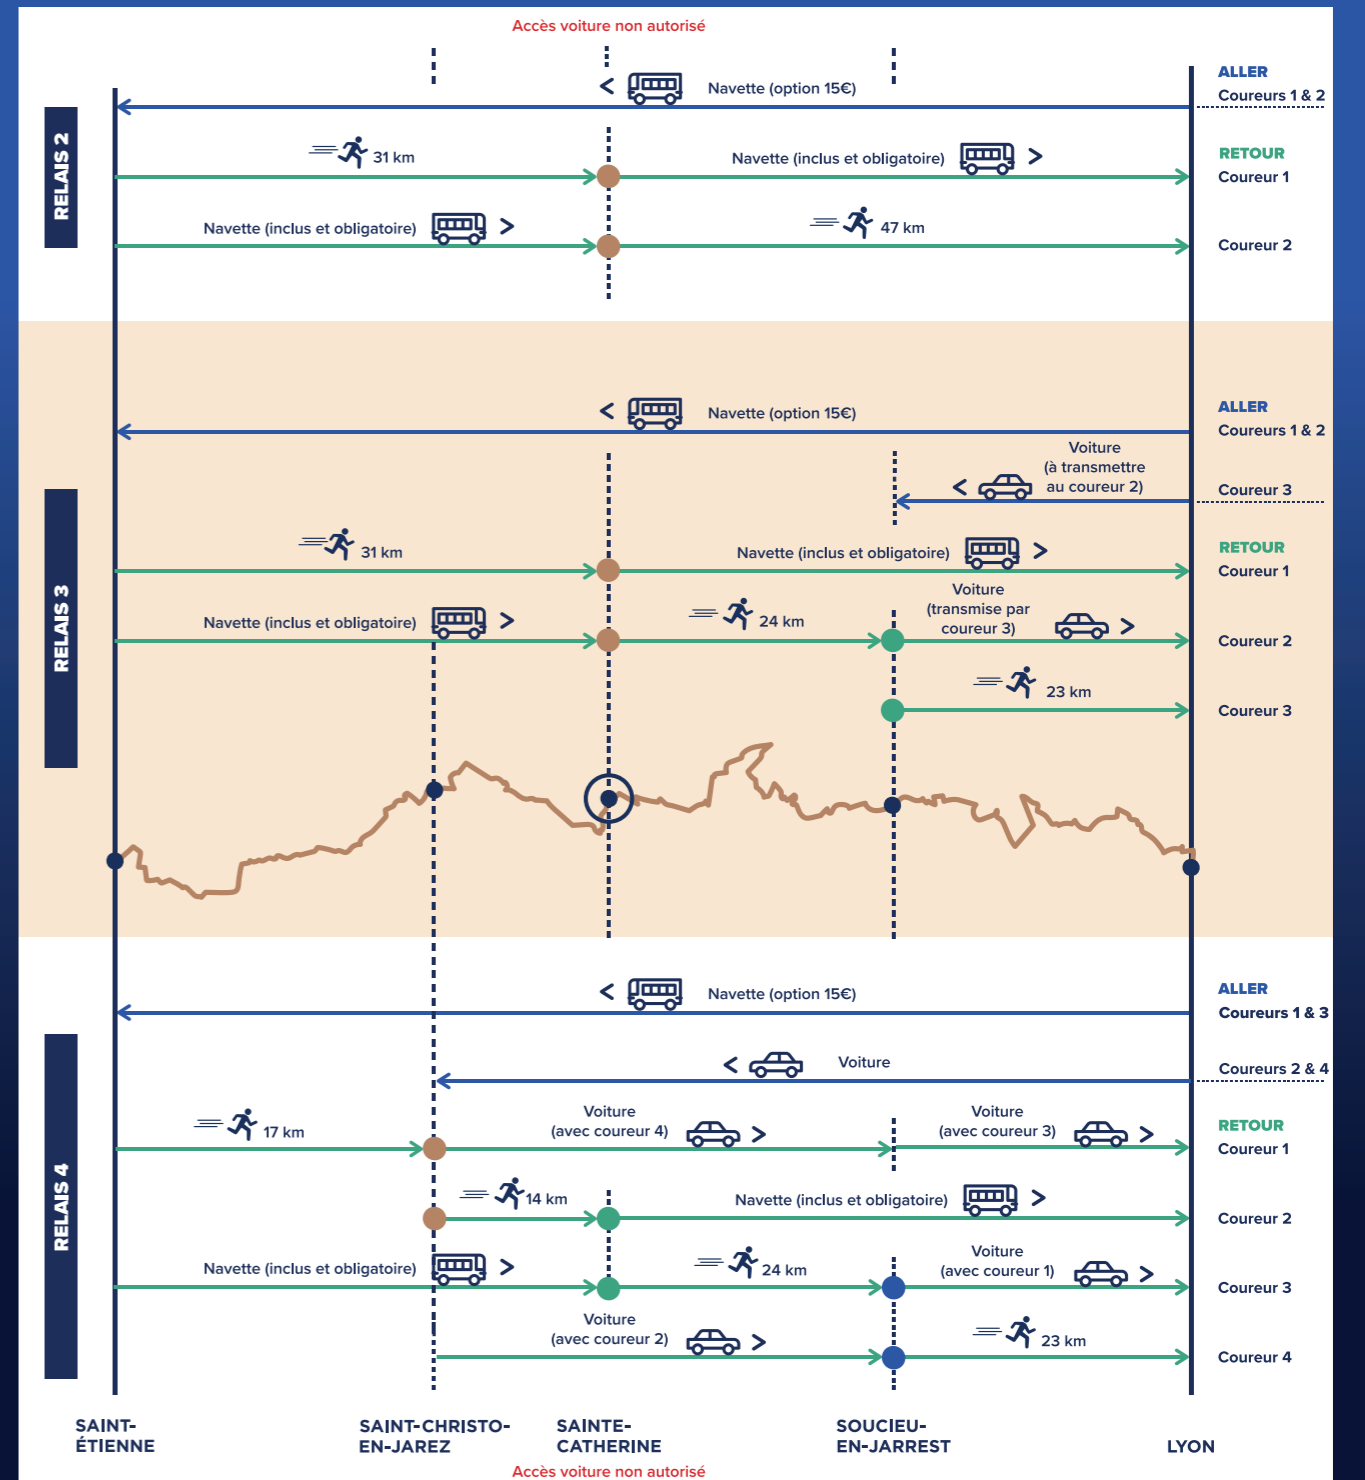 Accès voiture non autorisé
ALLER
Navette (option 15€)
Coureurs 1 & 2
RELAIS 2
31 km
Navette (inclus et obligatoire)
RETOUR
Coureur 1
Navette (inclus et obligatoire)
47 km
Coureur 2
ALLER
Navette (option 15€)
Coureurs 1 & 2
Voiture
(à transmettre
au coureur 2)
Coureur 3
RELAIS 3
31 km
Navette (inclus et obligatoire)
RETOUR
Coureur 1
Navette (inclus et obligatoire)
24 km
Voiture
(transmise par
coureur 3)
Coureur 2
23 km
Coureur 3
ALLER
Navette (option 15€)
Coureurs 1 & 3
Voiture
Coureurs 2 & 4
RELAIS 4
17 km
Voiture
(avec coureur 4)
Voiture
(avec coureur 3)
RETOUR
Coureur 1
14 km
Navette (inclus et obligatoire)
Coureur 2
Navette (inclus et obligatoire)
24 km
Voiture
(avec coureur 1)
Coureur 3
Voiture
(avec coureur 2)
23 km
Coureur 4
SAINT-
ÉTIENNE
SAINT-CHRISTO-
EN-JAREZ
SAINTE-
CATHERINE
SOUCIEU-
EN-JARREST
LYON
Accès voiture non autorisé